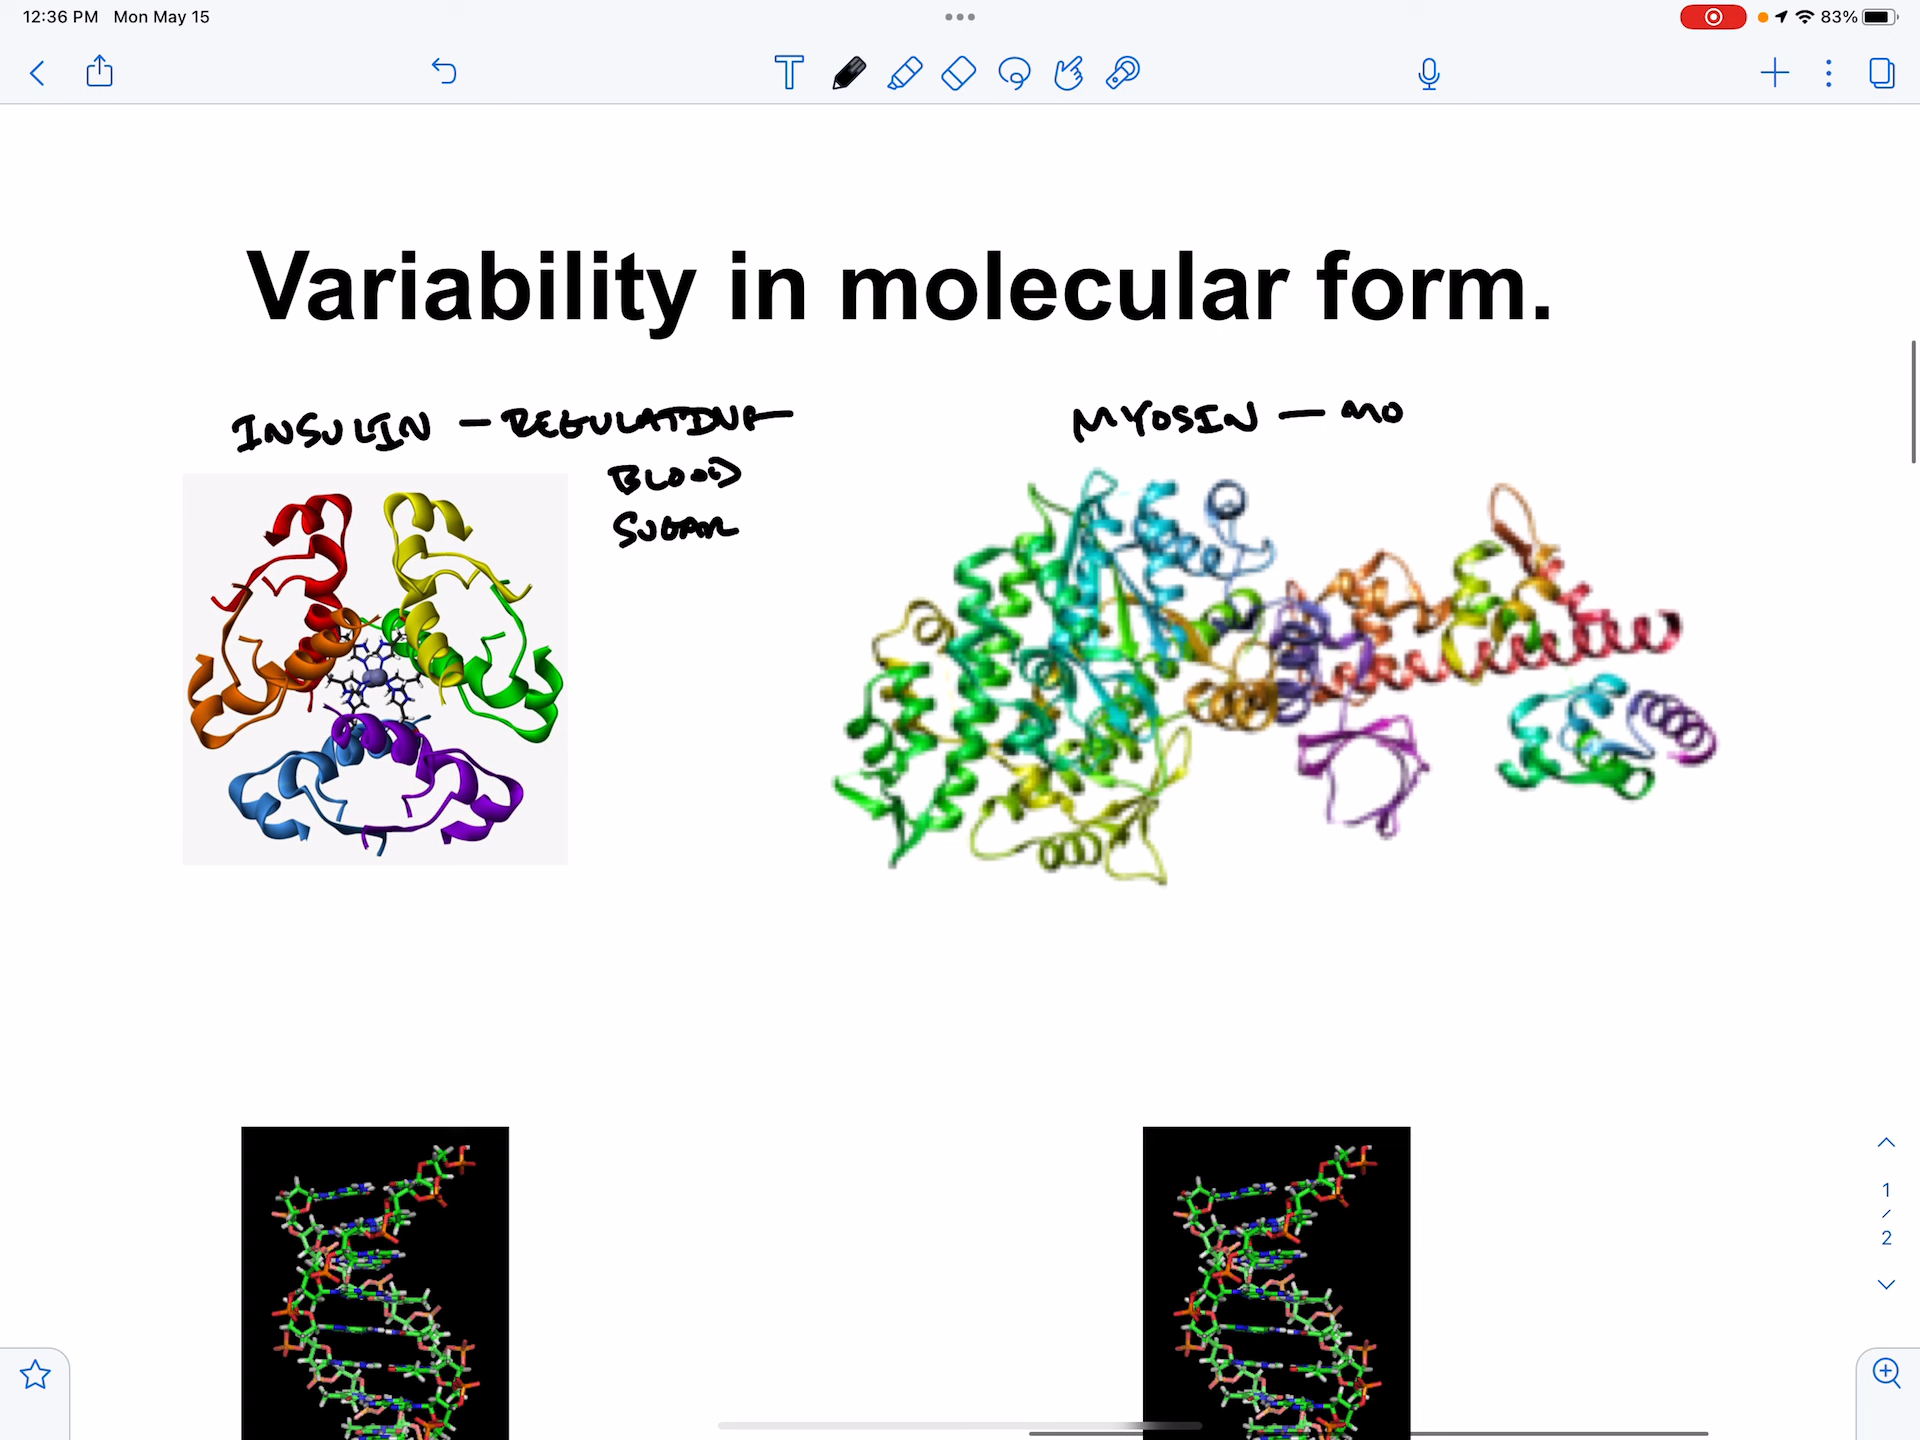 12:36 PM Mon May 15
83%
T
Variability in molecular form.
INSULIN — REGULATING
BLOOD
SUGAR
MYOSIN — MO
1
/
2